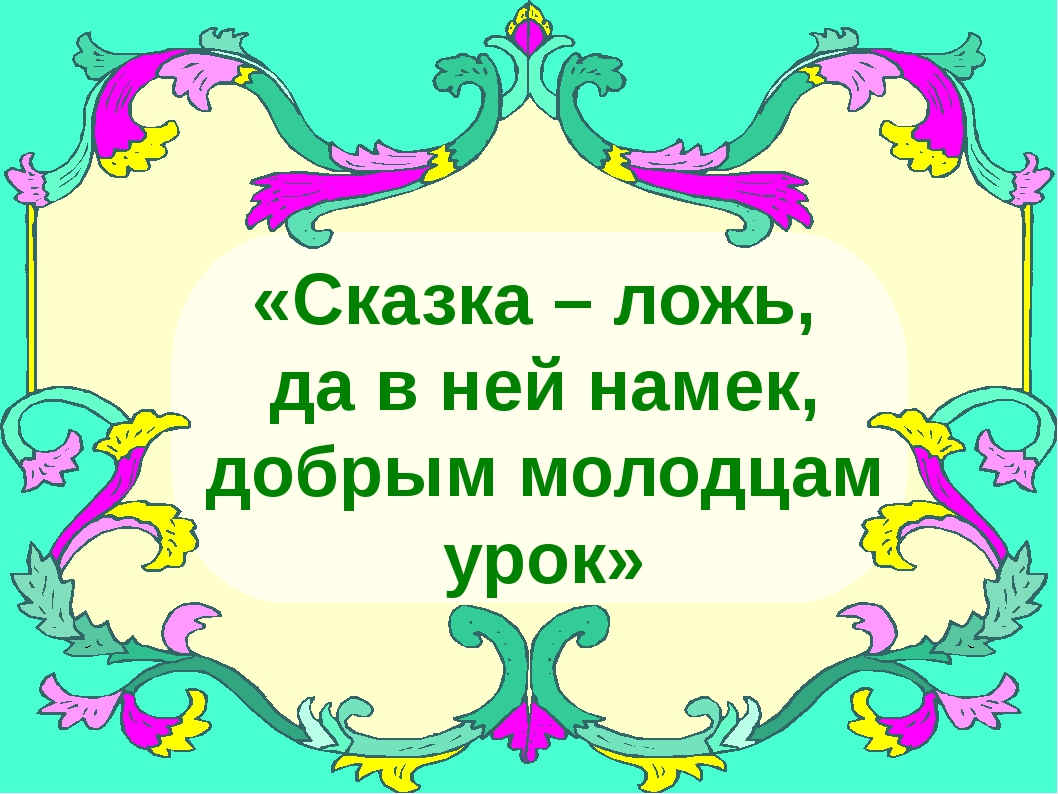 «Сказка – ложь,
да в ней намек,
добрым молодцам
урок»